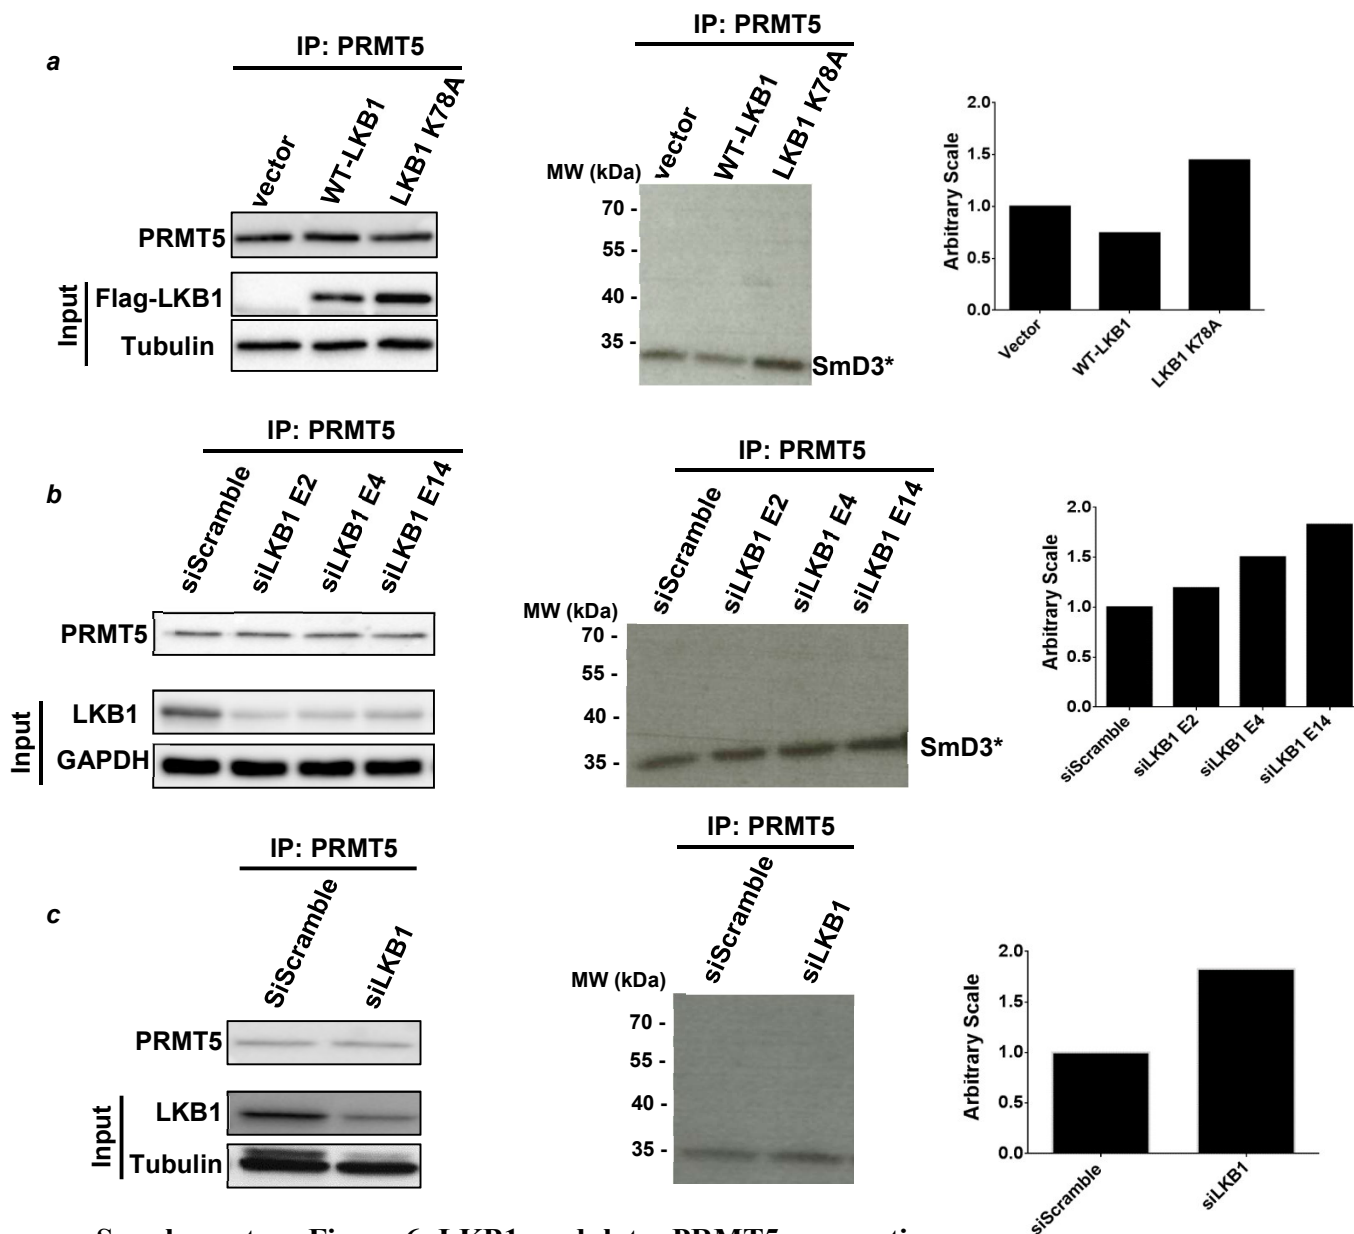 a
IP: PRMT5
vector
WT-LKB1
LKB1 K78A
PRMT5
Input
Flag-LKB1
Tubulin
IP: PRMT5
MW (kDa)
vector
WT-LKB1
LKB1 K78A
70 -
55 -
40 -
35 -
SmD3*
Arbitrary Scale
2.0
1.5
1.0
0.5
0.0
Vector
WT-LKB1
LKB1 K78A
b
IP: PRMT5
siScramble
siLKB1 E2
siLKB1 E4
siLKB1 E14
PRMT5
Input
LKB1
GAPDH
IP: PRMT5
MW (kDa)
siScramble
siLKB1 E2
siLKB1 E4
siLKB1 E14
70 -
55 -
40 -
35 -
SmD3*
Arbitrary Scale
2.0
1.5
1.0
0.5
0.0
siScramble
siLKB1 E2
siLKB1 E4
siLKB1 E14
c
IP: PRMT5
SiScramble
siLKB1
PRMT5
Input
LKB1
Tubulin
IP: PRMT5
MW (kDa)
siScramble
siLKB1
70 -
55 -
40 -
35 -
Arbitrary Scale
2.0
1.5
1.0
0.5
0.0
siScramble
siLKB1